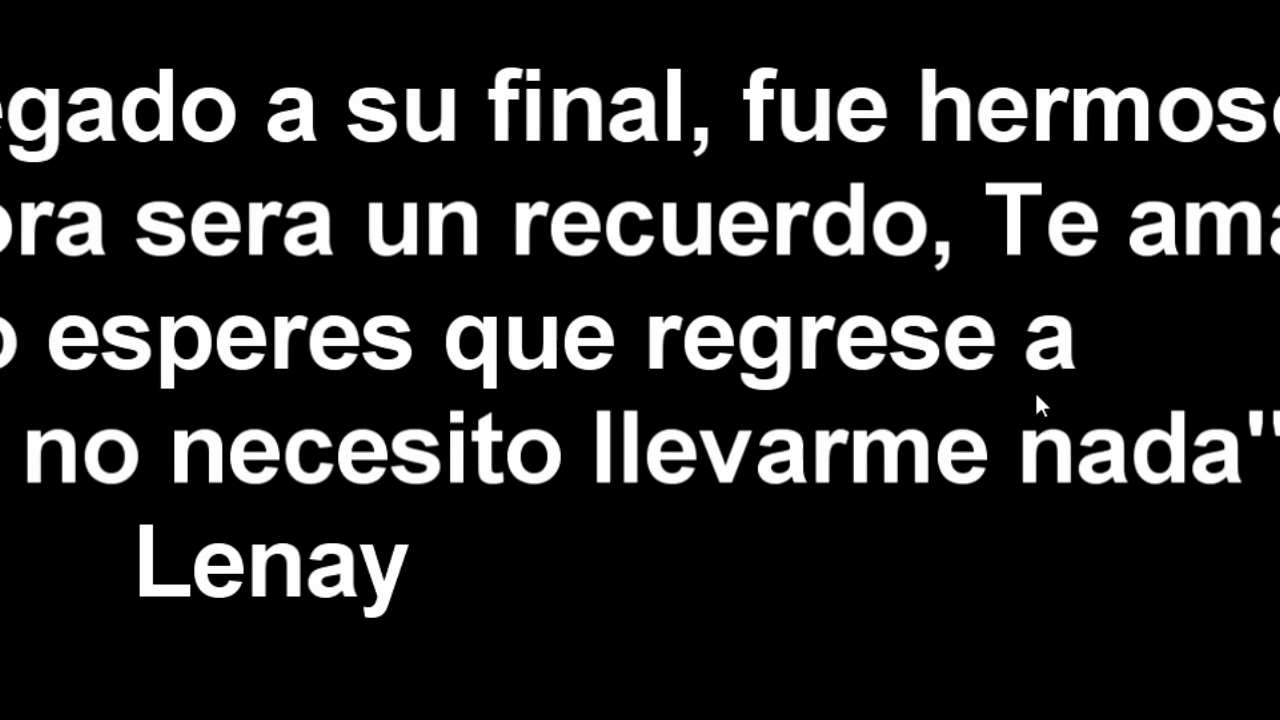 egado a su final, fue hermos
ora sera un recuerdo, Te ama
o esperes que regrese a
no necesito llevarme nada"
Lenay